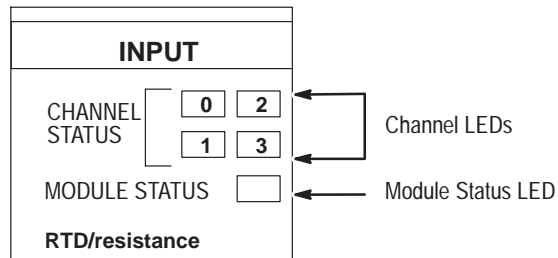 INPUT
CHANNEL
STATUS
0 2
1 3
Channel LEDs
MODULE STATUS
Module Status LED
RTD/resistance